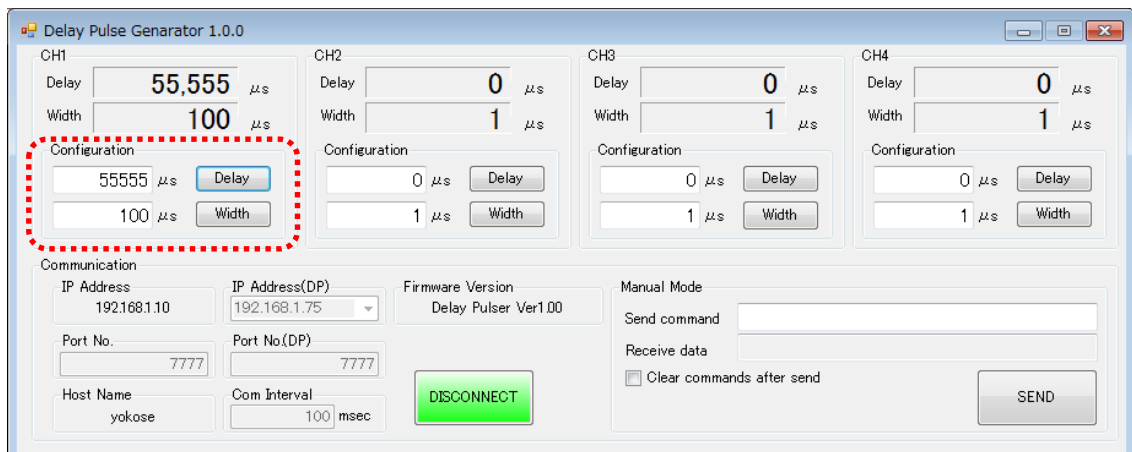 Delay Pulse Genarator 1.0.0
CH1
Delay 55,555 μs
Width 100 μs
Configuration
55555 μs Delay
100 μs Width
CH2
Delay 0 μs
Width 1 μs
Configuration
0 μs Delay
1 μs Width
CH3
Delay 0 μs
Width 1 μs
Configuration
0 μs Delay
1 μs Width
CH4
Delay 0 μs
Width 1 μs
Configuration
0 μs Delay
1 μs Width
Communication
IP Address
192.168.1.10
IP Address(DP)
192.168.1.75
Firmware Version
Delay Pulser Ver1.00
Port No.
7777
Port No.(DP)
7777
Host Name
yokose
Com Interval
100 msec
DISCONNECT
Manual Mode
Send command
Receive data
Clear commands after send
SEND